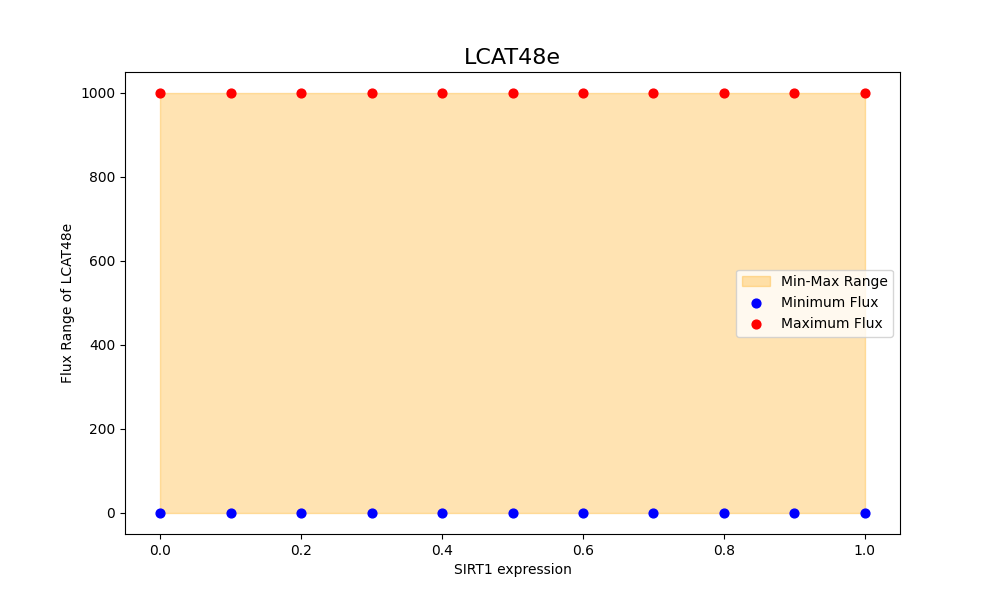 LCAT48e
1000
800
600
400
200
0
Flux Range of LCAT48e
Min-Max Range
Minimum Flux
Maximum Flux
0.0 0.2 0.4 0.6 0.8 1.0
SIRT1 expression